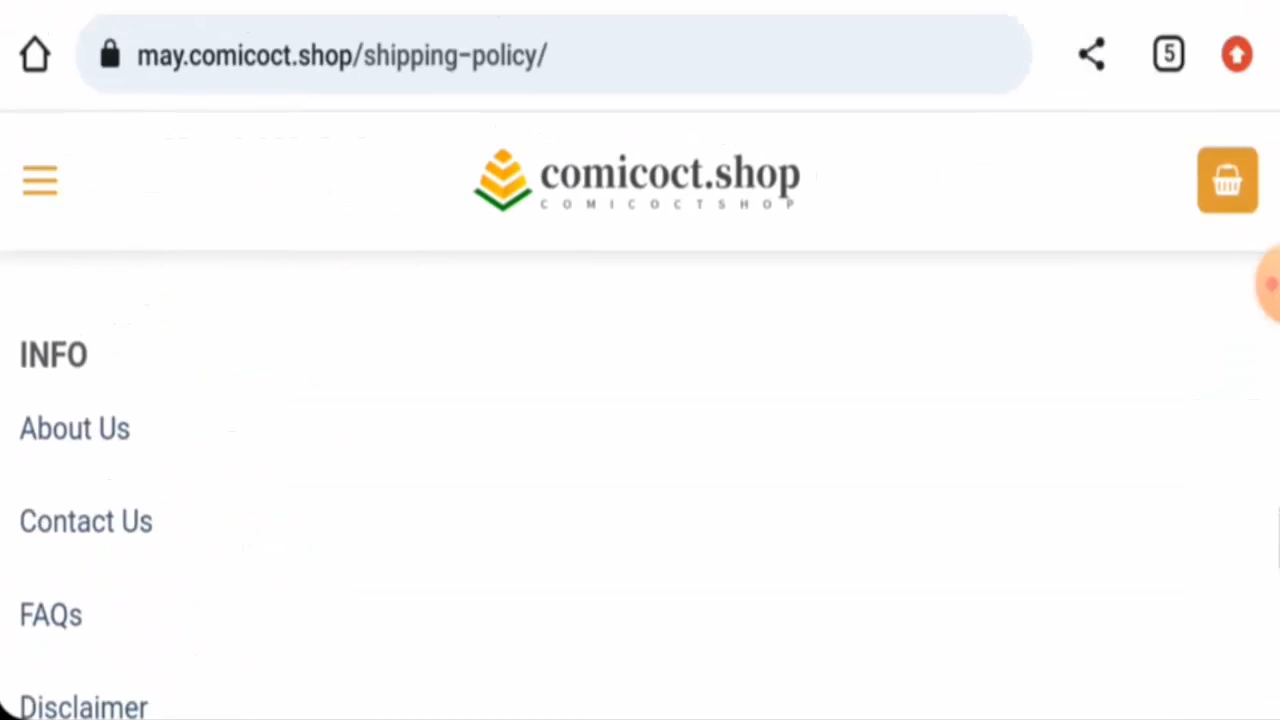 may.comicoct.shop/shipping-policy/
5
comicoct.shop
COMICOCTSHOP
INFO
About Us
Contact Us
FAQs
Disclaimer